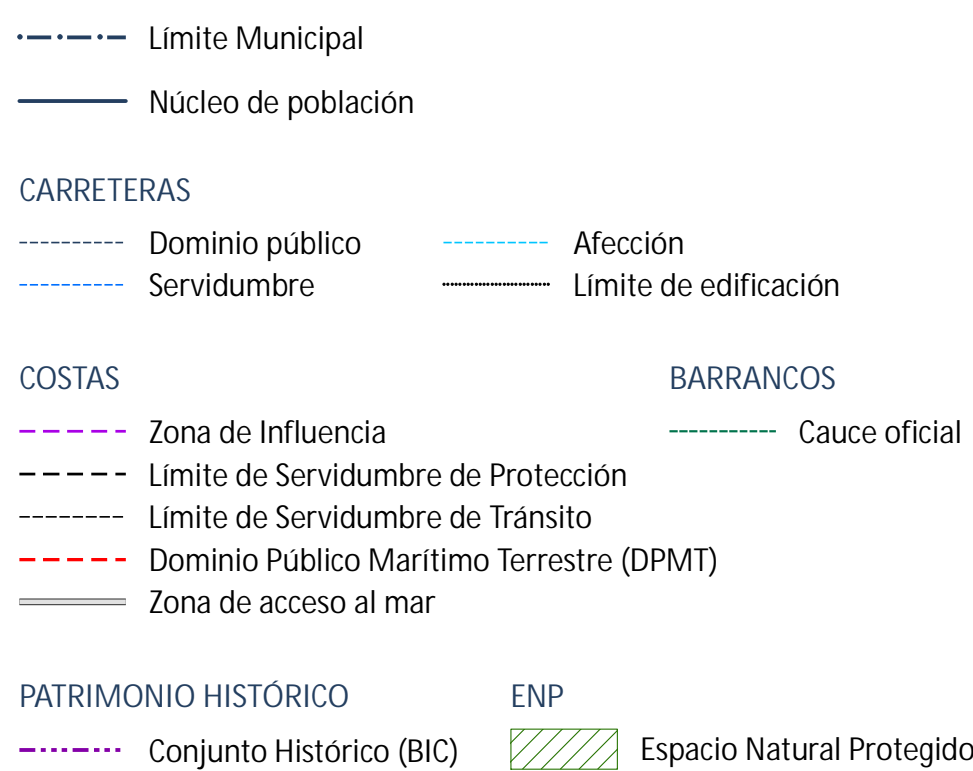 Límite Municipal
Núcleo de población
CARRETERAS
Dominio público
Afección
Servidumbre
Límite de edificación
COSTAS
BARRANCOS
Zona de Influencia
Cauce oficial
Límite de Servidumbre de Protección
Límite de Servidumbre de Tránsito
Dominio Público Marítimo Terrestre (DPMT)
Zona de acceso al mar
PATRIMONIO HISTÓRICO
ENP
Conjunto Histórico (BIC)
Espacio Natural Protegido